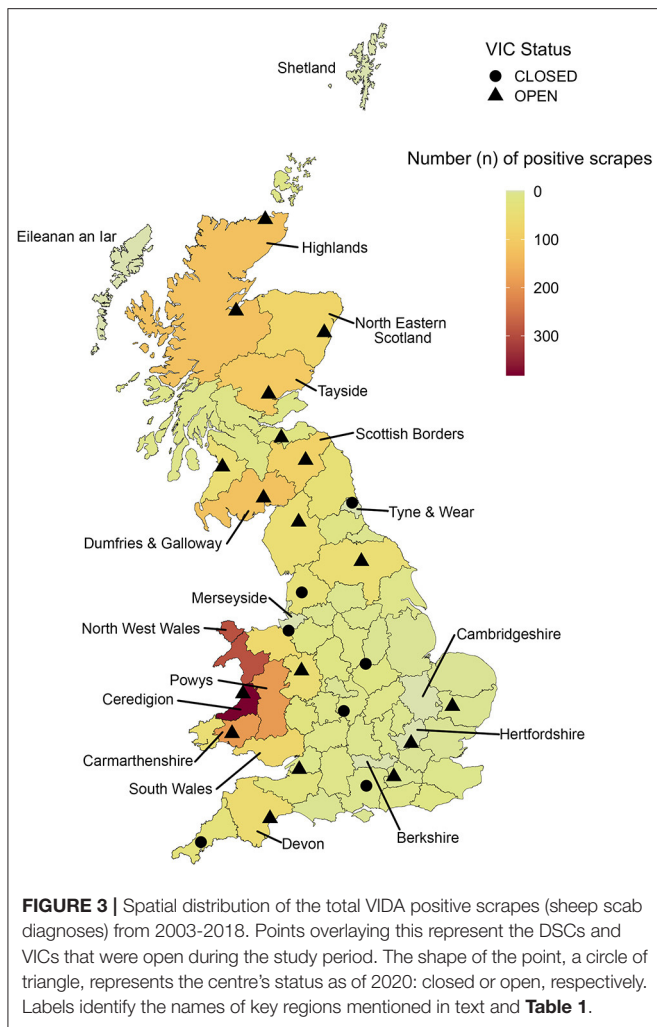 VIC Status
CLOSED
OPEN
Shetland
Number (n) of positive scrapes
0
100
200
300
Eileanan an Iar
Highlands
North Eastern
Scotland
Tayside
Scottish Borders
Tyne & Wear
Dumfries & Galloway
Merseyside
North West Wales
Cambridgeshire
Powys
Ceredigion
Hertfordshire
Carmarthenshire
South Wales
Berkshire
Devon
FIGURE 3 | Spatial distribution of the total VIDA positive scrapes (sheep scab
diagnoses) from 2003-2018. Points overlaying this represent the DSCs and
VICs that were open during the study period. The shape of the point, a circle of
triangle, represents the centre’s status as of 2020: closed or open, respectively.
Labels identify the names of key regions mentioned in text and Table 1.